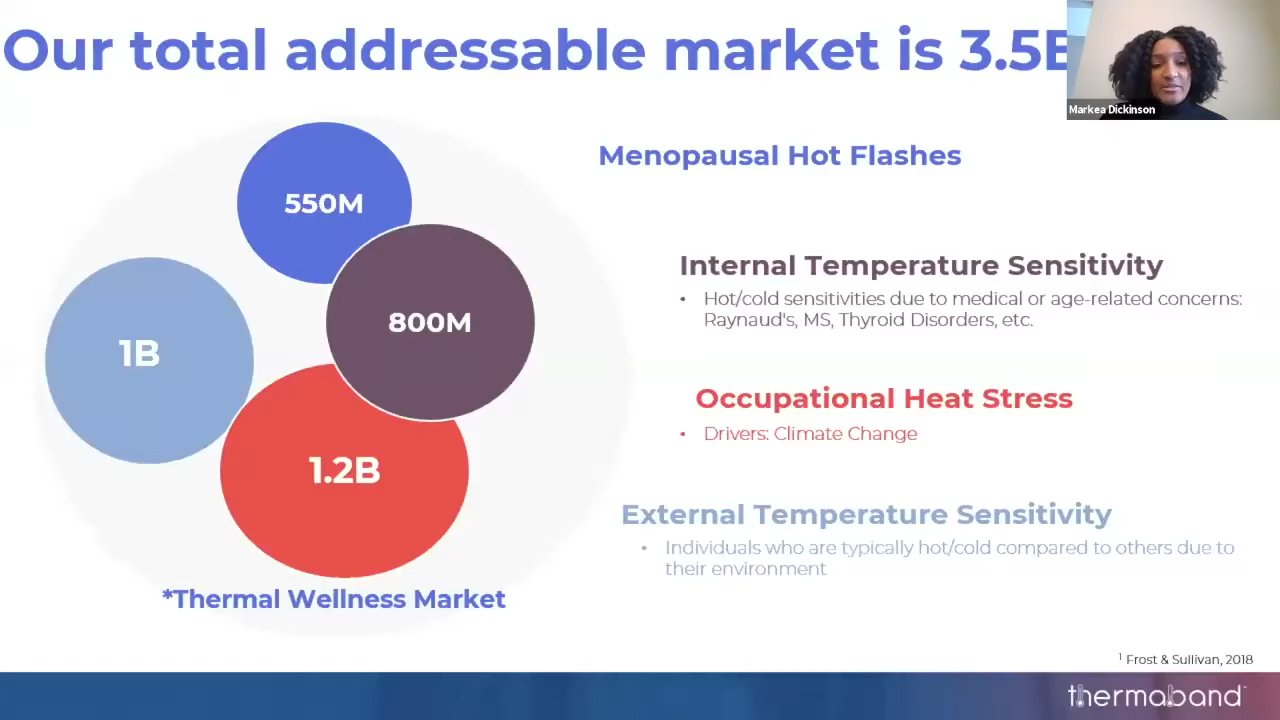 Our total addressable market is 3.5B
Markea Dickinson
550M
800M
1B
1.2B
*Thermal Wellness Market
Menopausal Hot Flashes
Internal Temperature Sensitivity
• Hot/cold sensitivities due to medical or age-related concerns:
Raynaud's, MS, Thyroid Disorders, etc.
Occupational Heat Stress
• Drivers: Climate Change
External Temperature Sensitivity
• Individuals who are typically hot/cold compared to others due to
their environment
1 Frost & Sullivan, 2018
thermaband